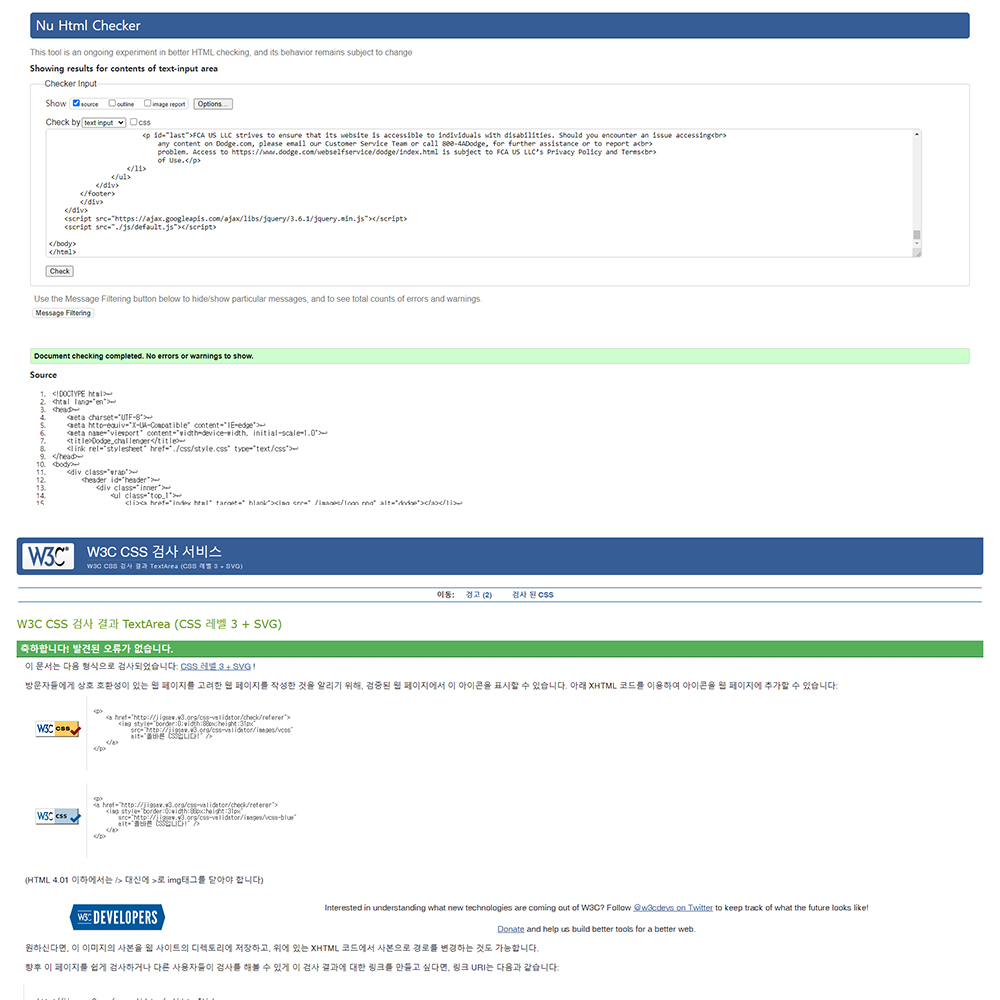 Nu Html Checker
This tool is an ongoing experiment in better HTML checking, and its behavior remains subject to change
Showing results for contents of text-input area
Checker Input
Show source outline image report Options...
Check by text input css
<p id="last">FCA US LLC strives to ensure that its website is accessible to individuals with disabilities. Should you encounter an issue accessing<br>
any content on Dodge.com, please email our Customer Service Team or call 800-4ADodge, for further assistance or to report a<br>
problem. Access to https://www.dodge.com/webselfservice/dodge/index.html is subject to FCA US LLC's Privacy Policy and Terms<br>
of Use.</p>
</li>
</ul>
</div>
</footer>
</div>
</div>
<script src="https://ajax.googleapis.com/ajax/libs/jquery/3.6.1/jquery.min.js"></script>
<script src="./js/default.js"></script>
</body>
</html>
Check
Use the Message Filtering button below to hide/show particular messages, and to see total counts of errors and warnings.
Message Filtering
Document checking completed. No errors or warnings to show.
Source
1. <!DOCTYPE html>↩
2. <html lang="en">↩
3. <head>↩
4. <meta charset="UTF-8">↩
5. <meta http-equiv="X-UA-Compatible" content="IE=edge">↩
6. <meta name="viewport" content="width=device-width, initial-scale=1.0">↩
7. <title>Dodge_challenger</title>↩
8. <link rel="stylesheet" href="./css/style.css" type="text/css">↩
9. </head>↩
10. <body>↩
11. <div class="wrap">↩
12. <header id="header">↩
13. <div class="inner">↩
14. <ul class="top_1">↩
15. <li><a href="index.html" target="_blank"><img src="./images/logo.png" alt="dodge"></a></li>↩
W3C® W3C CSS 검사 서비스
W3C CSS 검사 결과 TextArea (CSS 레벨 3 + SVG)
이동: 경고 (2) 검사 된 CSS
W3C CSS 검사 결과 TextArea (CSS 레벨 3 + SVG)
축하합니다! 발견된 오류가 없습니다.
이 문서는 다음 형식으로 검사되었습니다: CSS 레벨 3 + SVG !
방문자들에게 상호 호환성이 있는 웹 페이지를 고려한 웹 페이지를 작성한 것을 알리기 위해, 검증된 웹 페이지에서 이 아이콘을 표시할 수 있습니다. 아래 XHTML 코드를 이용하여 아이콘을 웹 페이지에 추가할 수 있습니다:
W3C CSS
<p>
<a href="http://jigsaw.w3.org/css-validator/check/referer">
<img style="border:0;width:88px;height:31px"
src="http://jigsaw.w3.org/css-validator/images/vcss"
alt="올바른 CSS입니다!" />
</a>
</p>
W3C CSS
<p>
<a href="http://jigsaw.w3.org/css-validator/check/referer">
<img style="border:0;width:88px;height:31px"
src="http://jigsaw.w3.org/css-validator/images/vcss-blue"
alt="올바른 CSS입니다!" />
</a>
</p>
(HTML 4.01 이하에서는 /> 대신에 >로 img태그를 닫아야 합니다)
W3C DEVELOPERS
Interested in understanding what new technologies are coming out of W3C? Follow @w3cdevs on Twitter to keep track of what the future looks like!
Donate and help us build better tools for a better web.
원하신다면, 이 이미지의 사본을 웹 사이트의 디렉토리에 저장하고, 위에 있는 XHTML 코드에서 사본으로 경로를 변경하는 것도 가능합니다.
향후 이 페이지를 쉽게 검사하거나 다른 사용자들이 검사를 해볼 수 있게 이 검사 결과에 대한 링크를 만들고 싶다면, 링크 URI는 다음과 같습니다: